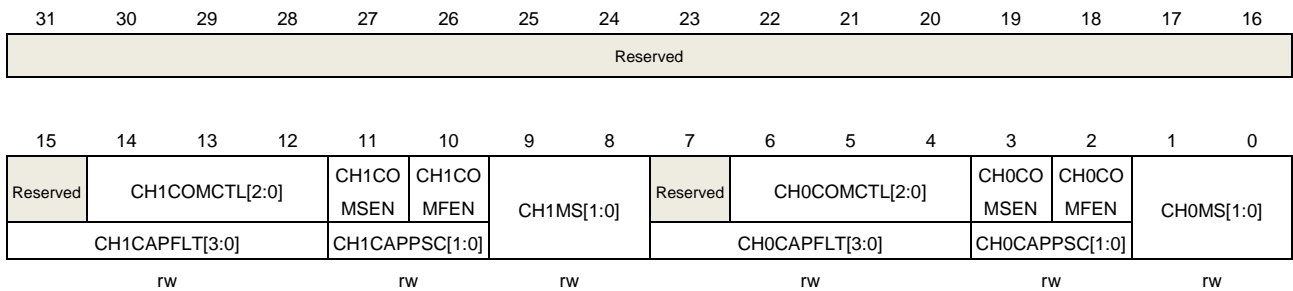 31 30 29 28 27 26 25 24 23 22 21 20 19 18 17 16
Reserved
15 14 13 12 11 10 9 8 7 6 5 4 3 2 1 0
Reserved CH1COMCTL[2:0] CH1CO CH1CO CH1MS[1:0] Reserved CH0COMCTL[2:0] CH0CO CH0CO CH0MS[1:0]
MSEN MFEN MSEN MFEN
CH1CAPFLT[3:0] CH1CAPPSC[1:0] CH0CAPFLT[3:0] CH0CAPPSC[1:0]
rw rw rw rw rw rw